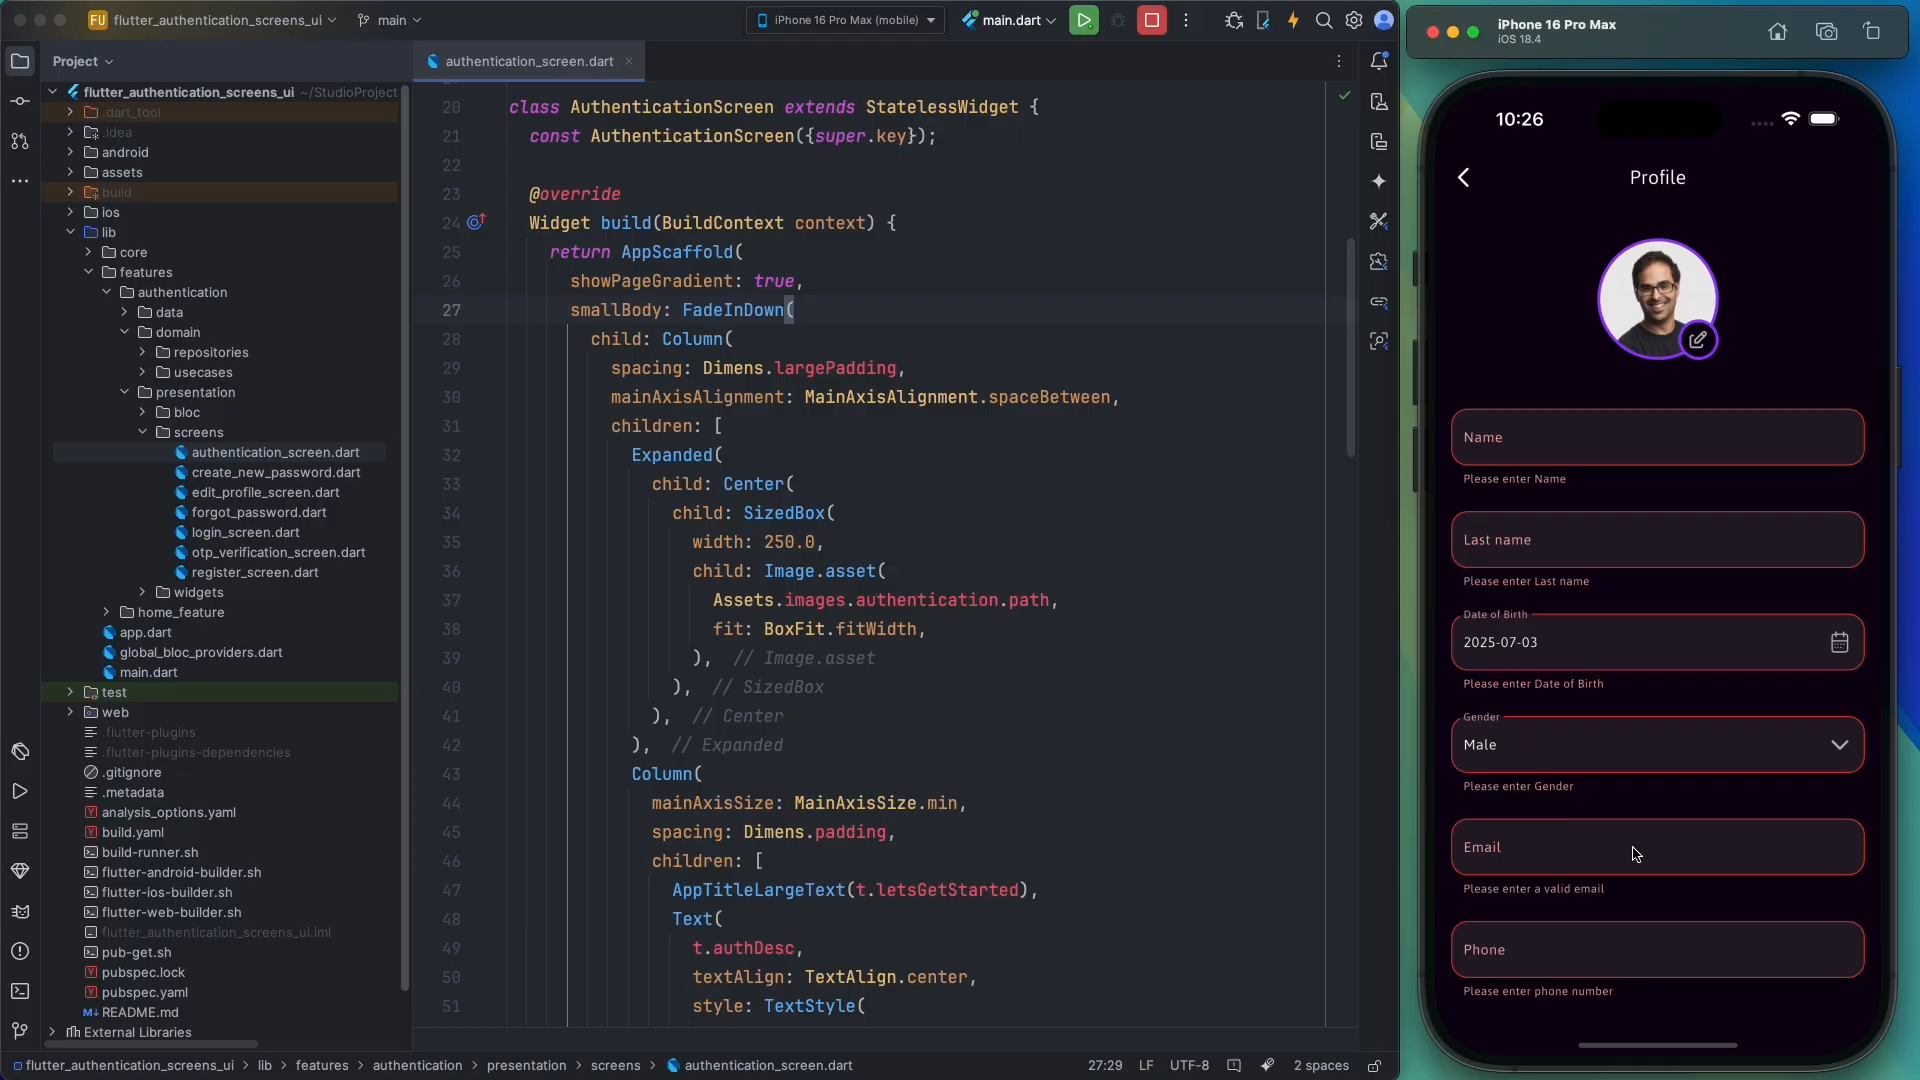 FU flutter_authentication_screens_ui
main
iPhone 16 Pro Max (mobile)
main.dart
Project
flutter_authentication_screens_ui ~/StudioProject
.dart_tool
.idea
android
assets
build
ios
lib
core
features
authentication
data
domain
repositories
usecases
presentation
bloc
screens
authentication_screen.dart
create_new_password.dart
edit_profile_screen.dart
forgot_password.dart
login_screen.dart
otp_verification_screen.dart
register_screen.dart
widgets
home_feature
app.dart
global_bloc_providers.dart
main.dart
test
web
.flutter-plugins
.flutter-plugins-dependencies
.gitignore
.metadata
analysis_options.yaml
build.yaml
build-runner.sh
flutter-android-builder.sh
flutter-ios-builder.sh
flutter-web-builder.sh
flutter_authentication_screens_ui.iml
pub-get.sh
pubspec.lock
pubspec.yaml
README.md
External Libraries
authentication_screen.dart
20 class AuthenticationScreen extends StatelessWidget {
21 const AuthenticationScreen({super.key});
22
23 @override
24 Widget build(BuildContext context) {
25 return AppScaffold(
26 showPageGradient: true,
27 smallBody: FadeInDown(
28 child: Column(
29 spacing: Dimens.largePadding,
30 mainAxisAlignment: MainAxisAlignment.spaceBetween,
31 children: [
32 Expanded(
33 child: Center(
34 child: SizedBox(
35 width: 250.0,
36 child: Image.asset(
37 Assets.images.authentication.path,
38 fit: BoxFit.fitWidth,
39 ), // Image.asset
40 ), // SizedBox
41 ), // Center
42 ), // Expanded
43 Column(
44 mainAxisSize: MainAxisSize.min,
45 spacing: Dimens.padding,
46 children: [
47 AppTitleLargeText(t.letsGetStarted),
48 Text(
49 t.authDesc,
50 textAlign: TextAlign.center,
51 style: TextStyle(
flutter_authentication_screens_ui > lib > features > authentication > presentation > screens > authentication_screen.dart
27:29 LF UTF-8 2 spaces
iPhone 16 Pro Max
iOS 18.4
10:26
Profile
Name
Please enter Name
Last name
Please enter Last name
Date of Birth
2025-07-03
Please enter Date of Birth
Gender
Male
Please enter Gender
Email
Please enter a valid email
Phone
Please enter phone number